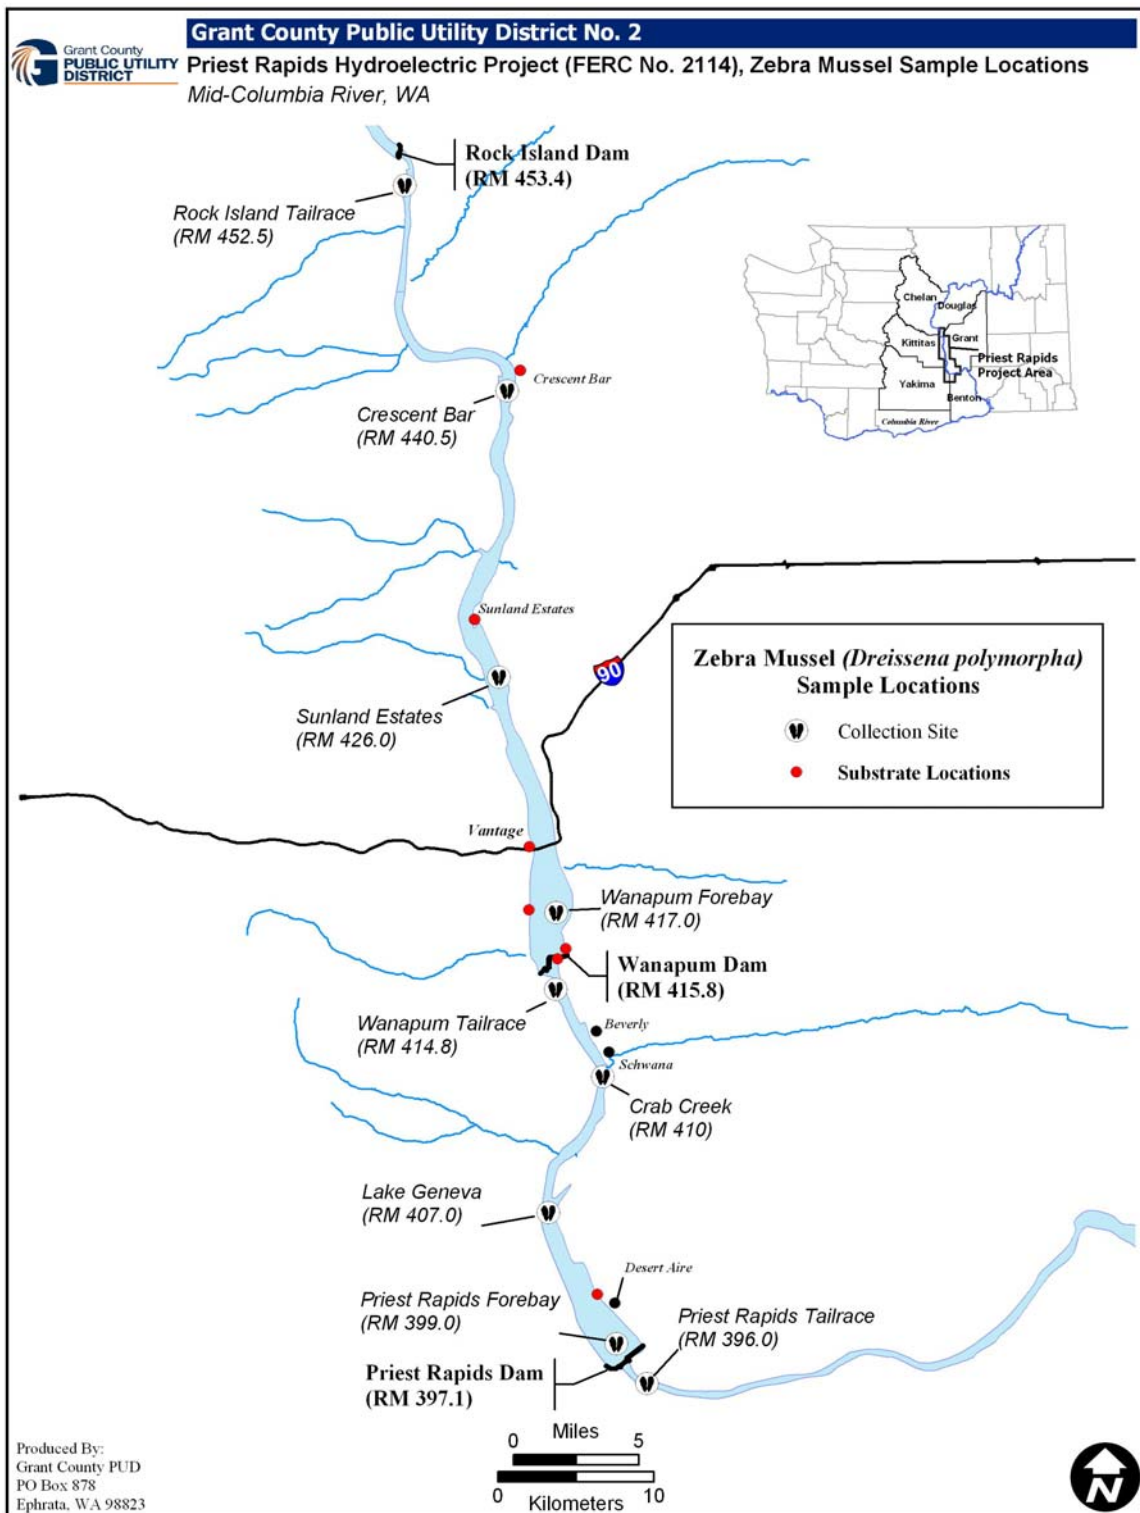 Grant County Public Utility District No. 2
Grant County
PUBLIC UTILITY
DISTRICT
Priest Rapids Hydroelectric Project (FERC No. 2114), Zebra Mussel Sample Locations
Mid-Columbia River, WA
Rock Island Dam
(RM 453.4)
Rock Island Tailrace
(RM 452.5)
Chelan
Douglas
Kittitas
Grant
Priest Rapids
Project Area
Yakima
Benton
Columbia River
Crescent Bar
Crescent Bar
(RM 440.5)
Sunland Estates
Sunland Estates
(RM 426.0)
90
Zebra Mussel (Dreissena polymorpha)
Sample Locations
Collection Site
Substrate Locations
Vantage
Wanapum Forebay
(RM 417.0)
Wanapum Dam
(RM 415.8)
Wanapum Tailrace
(RM 414.8)
Beverly
Schwana
Crab Creek
(RM 410)
Lake Geneva
(RM 407.0)
Desert Aire
Priest Rapids Forebay
(RM 399.0)
Priest Rapids Tailrace
(RM 396.0)
Priest Rapids Dam
(RM 397.1)
Miles
0 5
0 10
Kilometers
Produced By:
Grant County PUD
PO Box 878
Ephrata, WA 98823
N